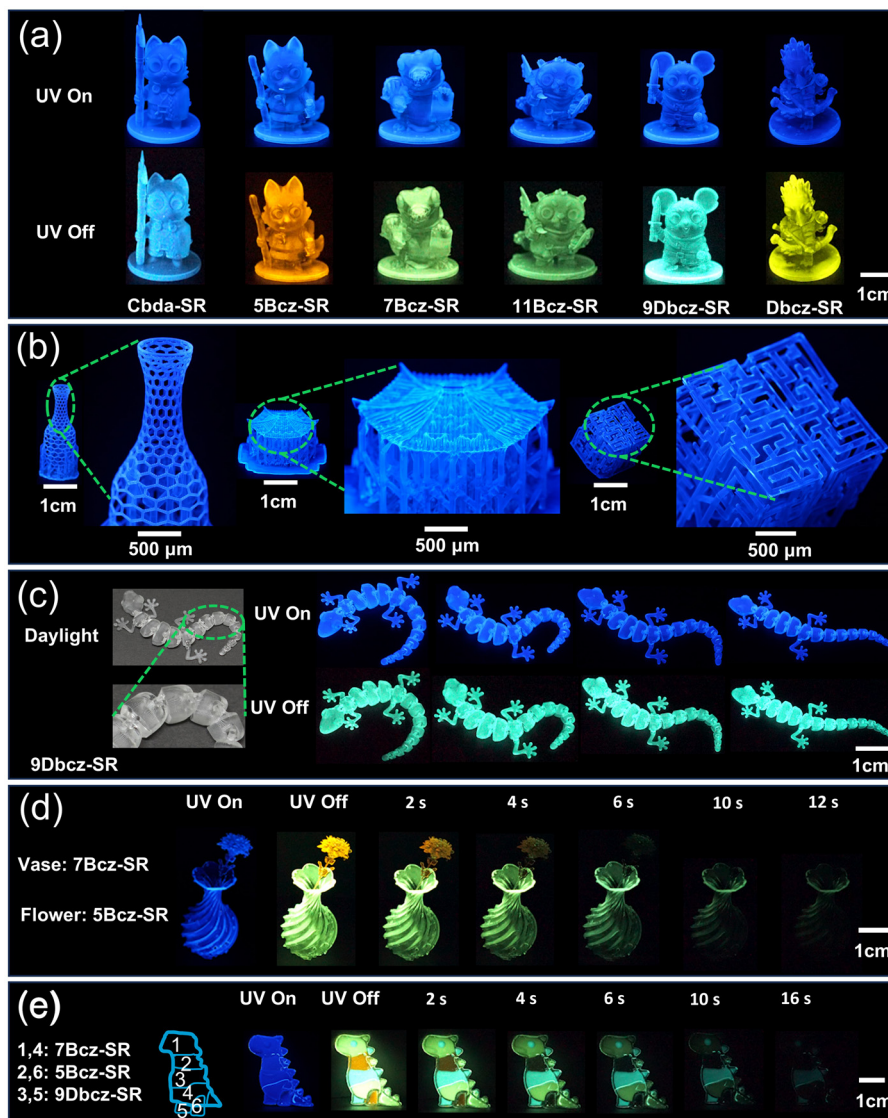 (a)
UV On
UV Off
Cbda-SR 5Bcz-SR 7Bcz-SR 11Bcz-SR 9Dbcz-SR Dbcz-SR
1cm
(b)
1cm
500 μm
1cm
500 μm
1cm
500 μm
(c)
Daylight
UV On
UV Off
9Dbcz-SR
1cm
(d)
UV On UV Off 2 s 4 s 6 s 10 s 12 s
Vase: 7Bcz-SR
Flower: 5Bcz-SR
1cm
(e)
UV On UV Off 2 s 4 s 6 s 10 s 16 s
1,4: 7Bcz-SR
2,6: 5Bcz-SR
3,5: 9Dbcz-SR
1
2
3
4
5
6
1cm